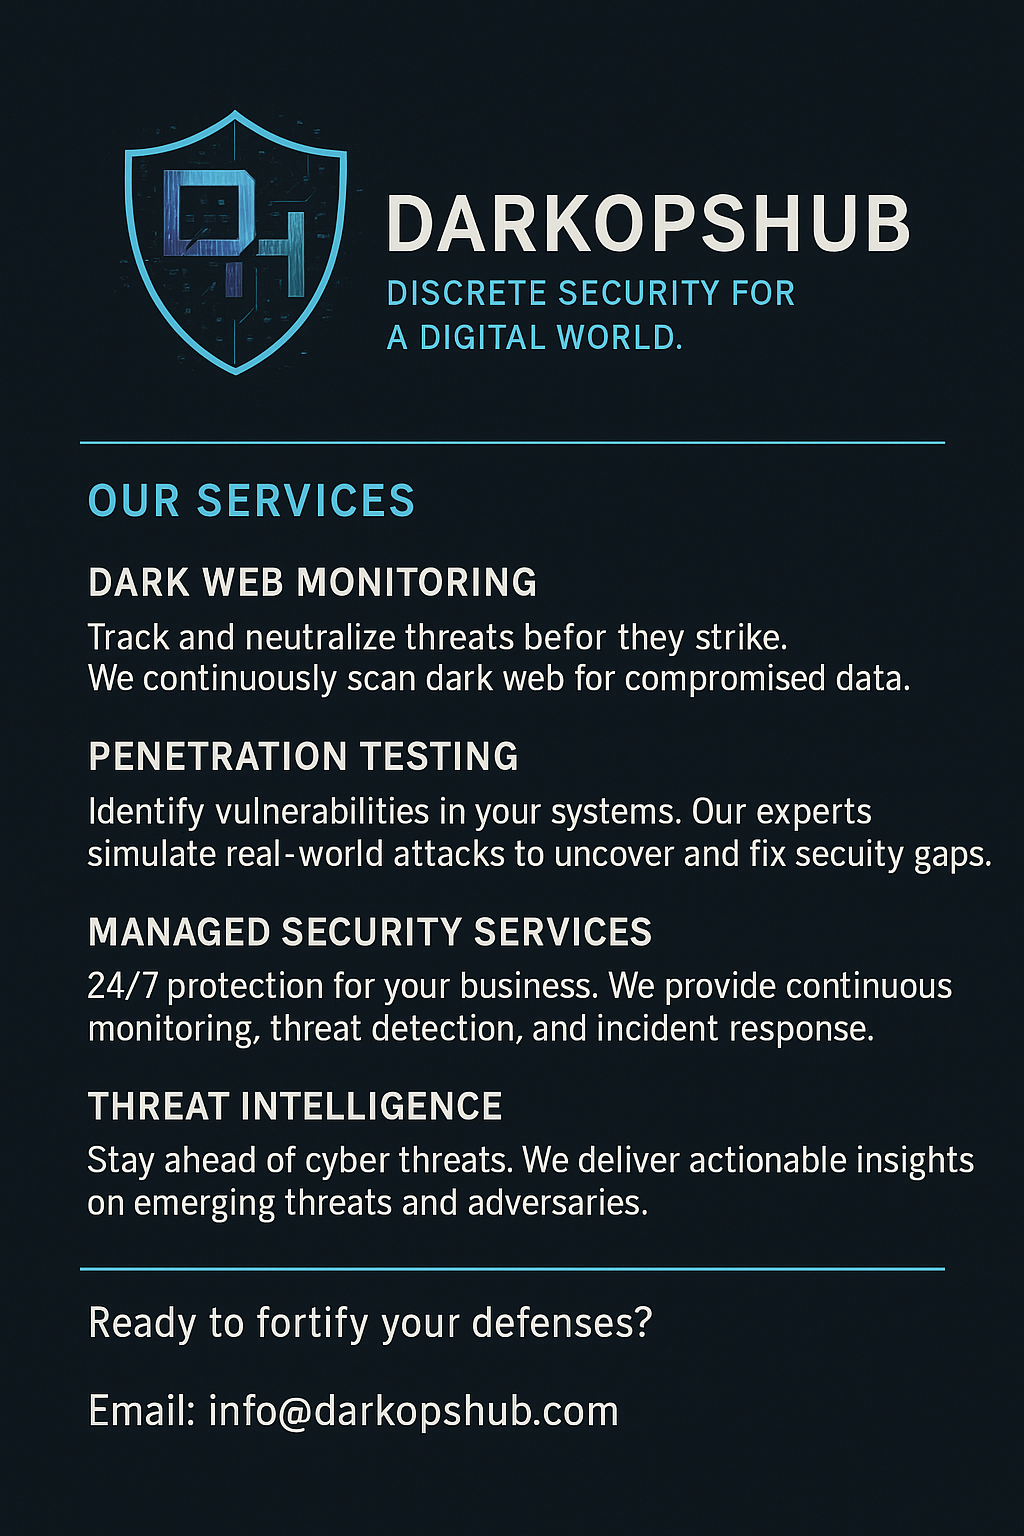 DARKOPSHUB
DISCRETE SECURITY FOR
A DIGITAL WORLD.
OUR SERVICES
DARK WEB MONITORING
Track and neutralize threats befor they strike.
We continuously scan dark web for compromised data.
PENETRATION TESTING
Identify vulnerabilities in your systems. Our experts
simulate real-world attacks to uncover and fix secuity gaps.
MANAGED SECURITY SERVICES
24/7 protection for your business. We provide continuous
monitoring, threat detection, and incident response.
THREAT INTELLIGENCE
Stay ahead of cyber threats. We deliver actionable insights
on emerging threats and adversaries.
Ready to fortify your defenses?
Email: info@darkopshub.com